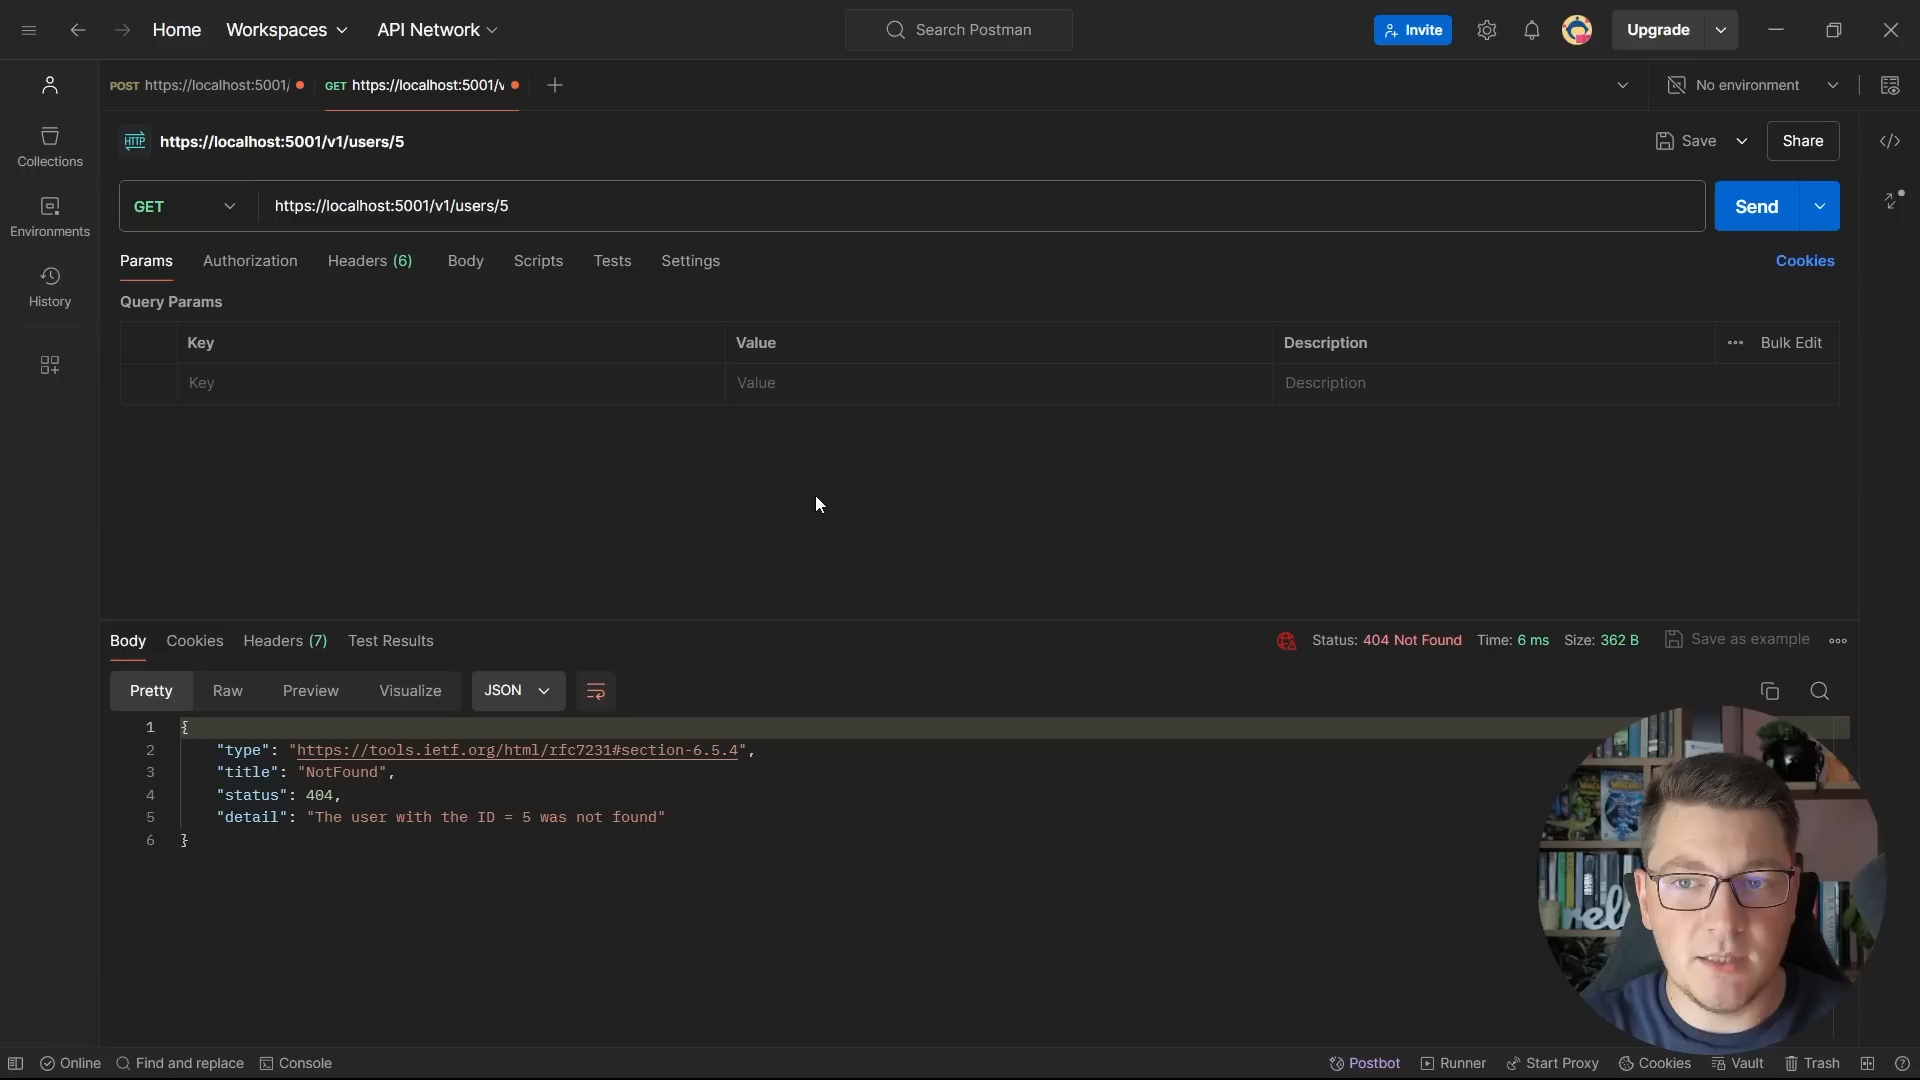 Home Workspaces API Network Search Postman Invite Upgrade
POST https://localhost:5001/ GET https://localhost:5001/v No environment
HTTP https://localhost:5001/v1/users/5 Save Share
GET https://localhost:5001/v1/users/5 Send
Collections
Environments
History
Params Authorization Headers (6) Body Scripts Tests Settings Cookies
Query Params
Key Value Description Bulk Edit
Key Value Description
Body Cookies Headers (7) Test Results Status: 404 Not Found Time: 6 ms Size: 362 B Save as example
Pretty Raw Preview Visualize JSON
1 {
2 "type": "https://tools.ietf.org/html/rfc7231#section-6.5.4",
3 "title": "NotFound",
4 "status": 404,
5 "detail": "The user with the ID = 5 was not found"
6 }
Online Find and replace Console Postbot Runner Start Proxy Cookies Vault Trash